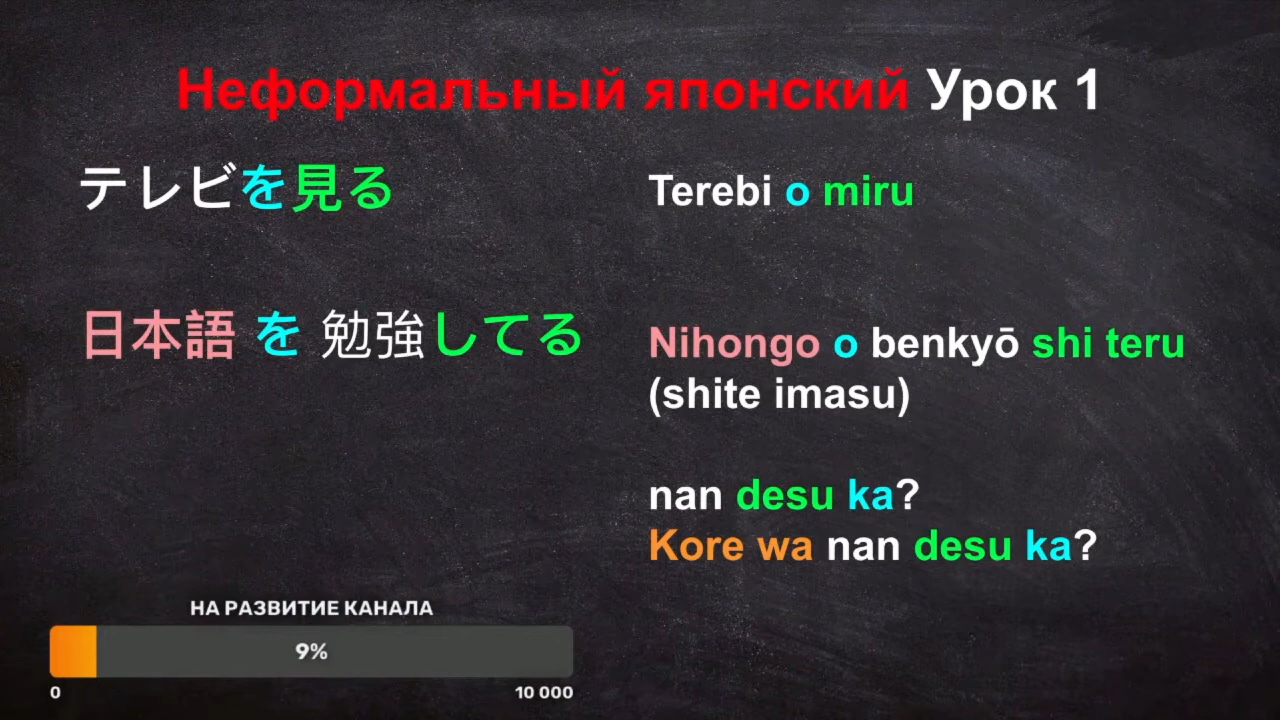 Неформальный японский Урок 1
テレビを見る
Terebi o miru
日本語 を 勉強してる
Nihongo o benkyō shi teru
(shite imasu)
nan desu ka?
Kore wa nan desu ka?
НА РАЗВИТИЕ КАНАЛА
9%
0
10 000